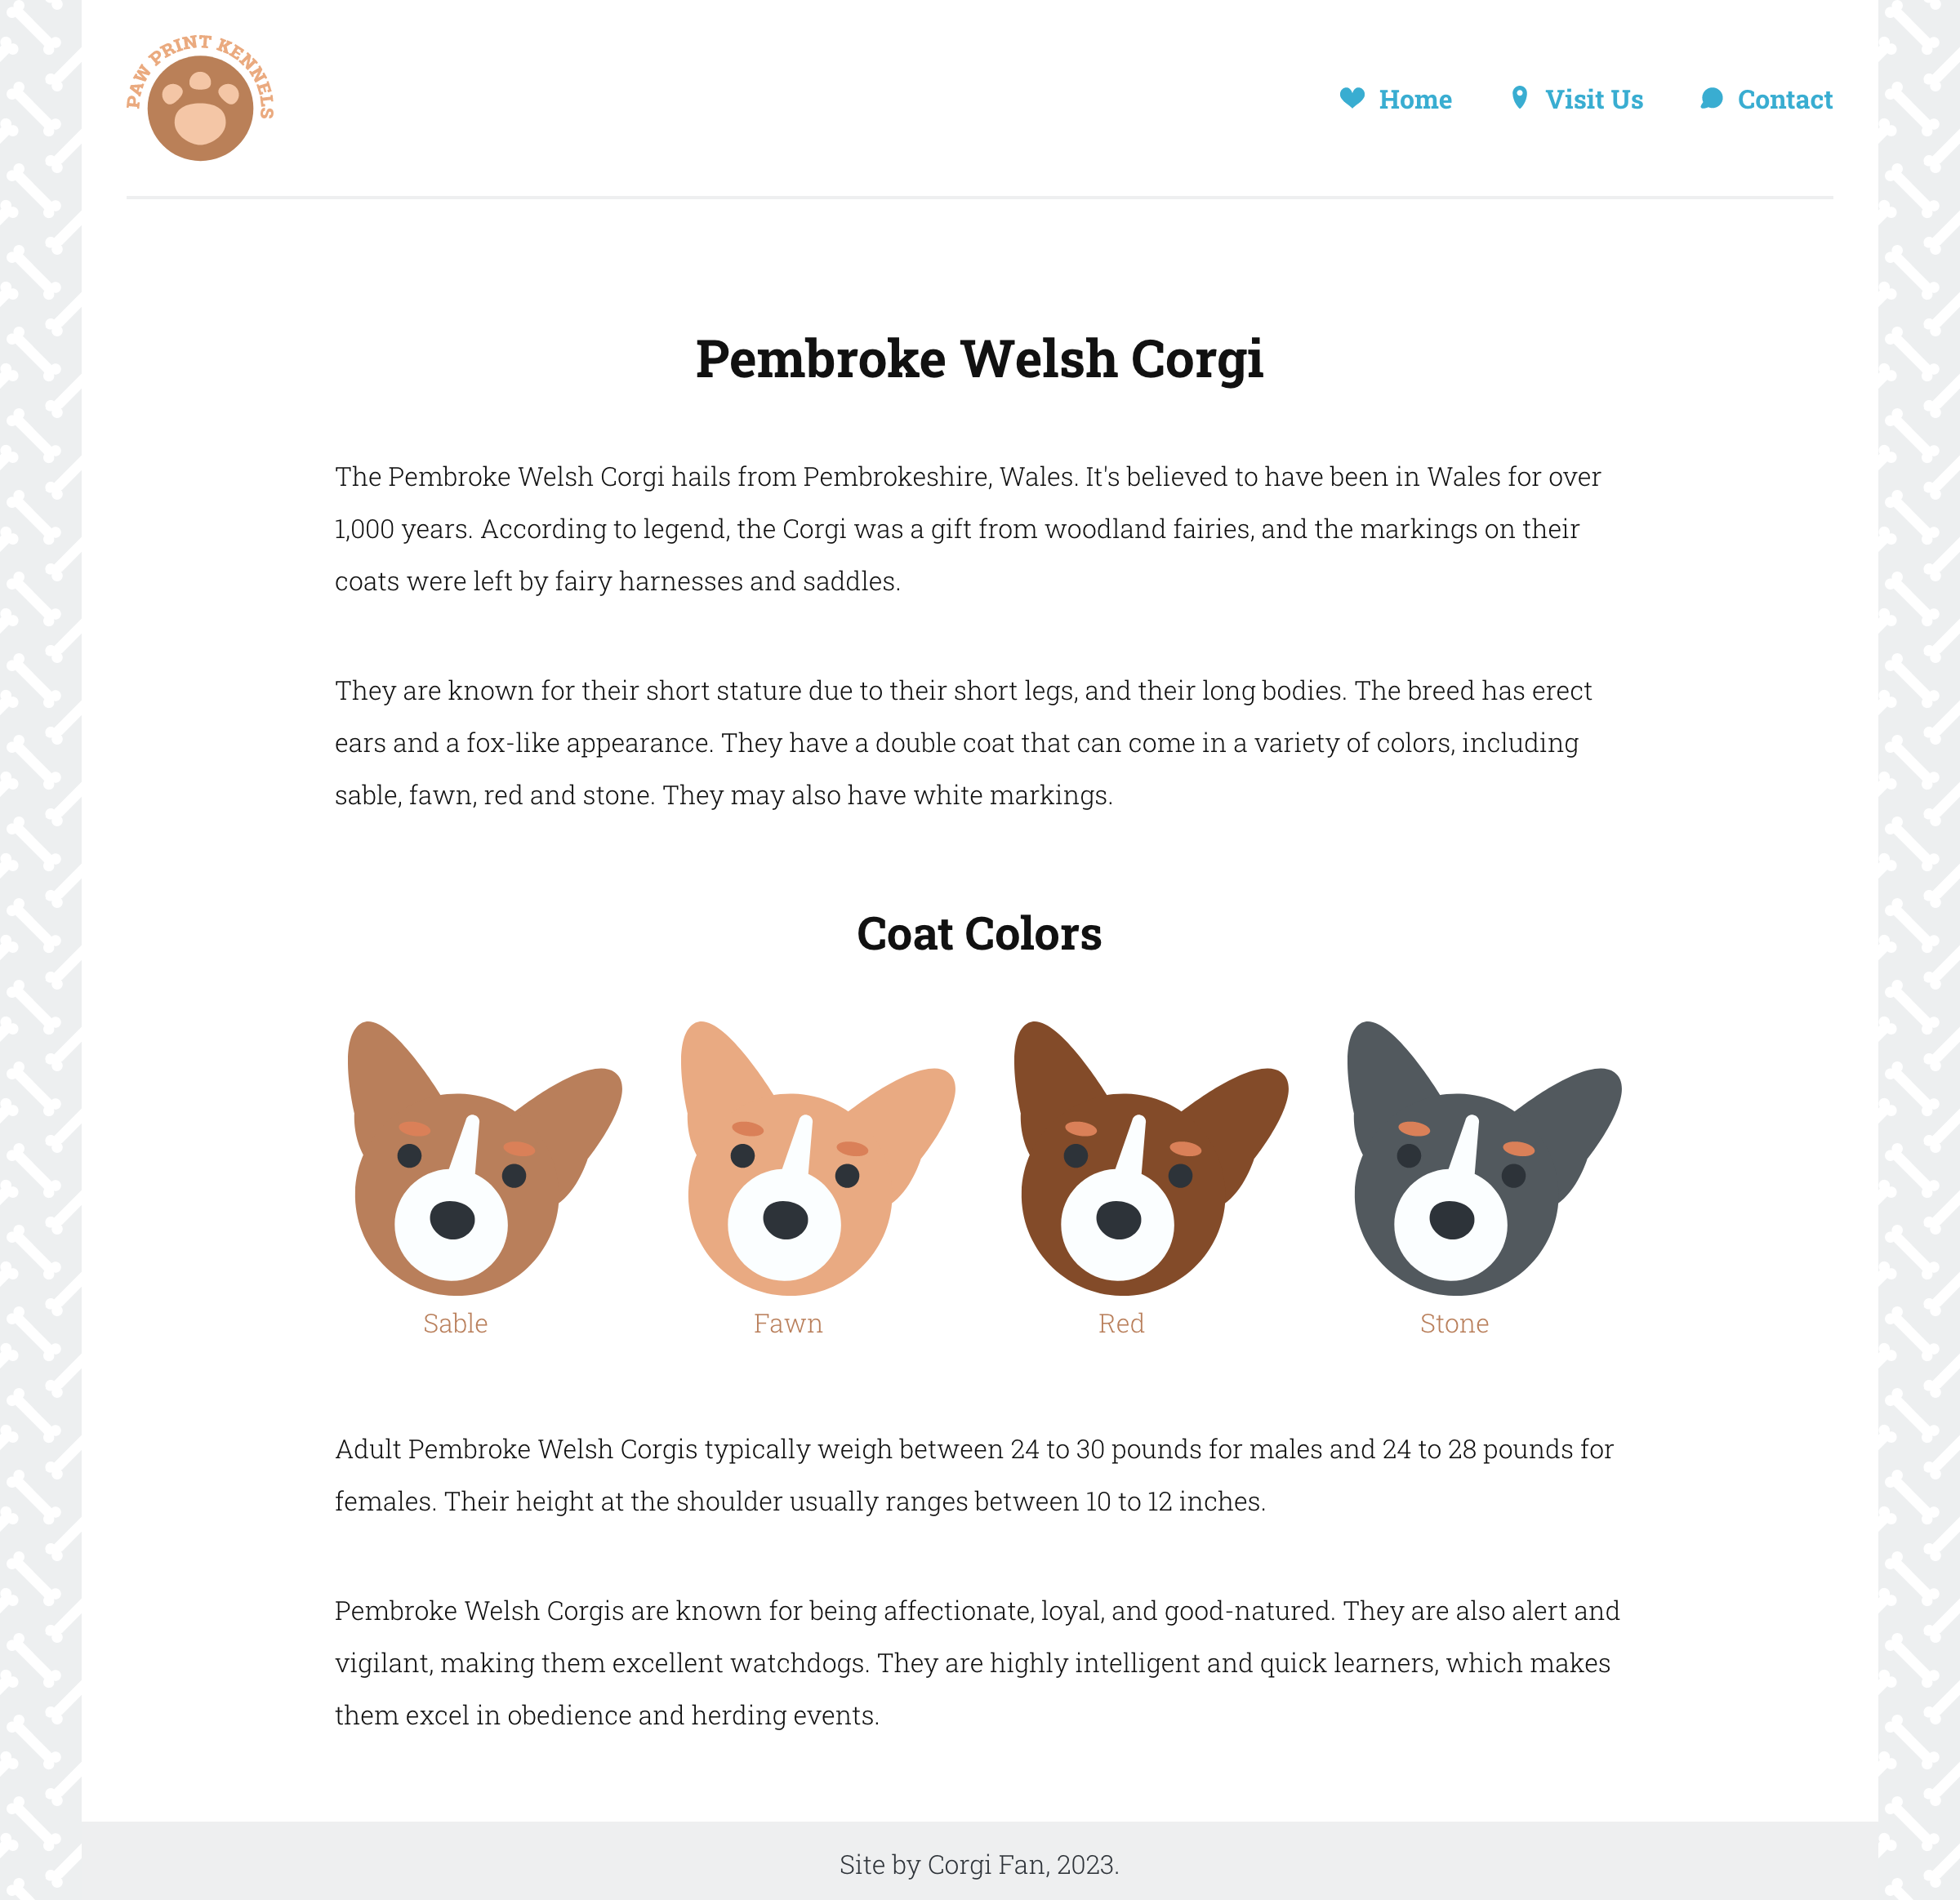 PAW PRINT KENNELS
Home
Visit Us
Contact
Pembroke Welsh Corgi
The Pembroke Welsh Corgi hails from Pembrokeshire, Wales. It's believed to have been in Wales for over
1,000 years. According to legend, the Corgi was a gift from woodland fairies, and the markings on their
coats were left by fairy harnesses and saddles.
They are known for their short stature due to their short legs, and their long bodies. The breed has erect
ears and a fox-like appearance. They have a double coat that can come in a variety of colors, including
sable, fawn, red and stone. They may also have white markings.
Coat Colors
Sable
Fawn
Red
Stone
Adult Pembroke Welsh Corgis typically weigh between 24 to 30 pounds for males and 24 to 28 pounds for
females. Their height at the shoulder usually ranges between 10 to 12 inches.
Pembroke Welsh Corgis are known for being affectionate, loyal, and good-natured. They are also alert and
vigilant, making them excellent watchdogs. They are highly intelligent and quick learners, which makes
them excel in obedience and herding events.
Site by Corgi Fan, 2023.